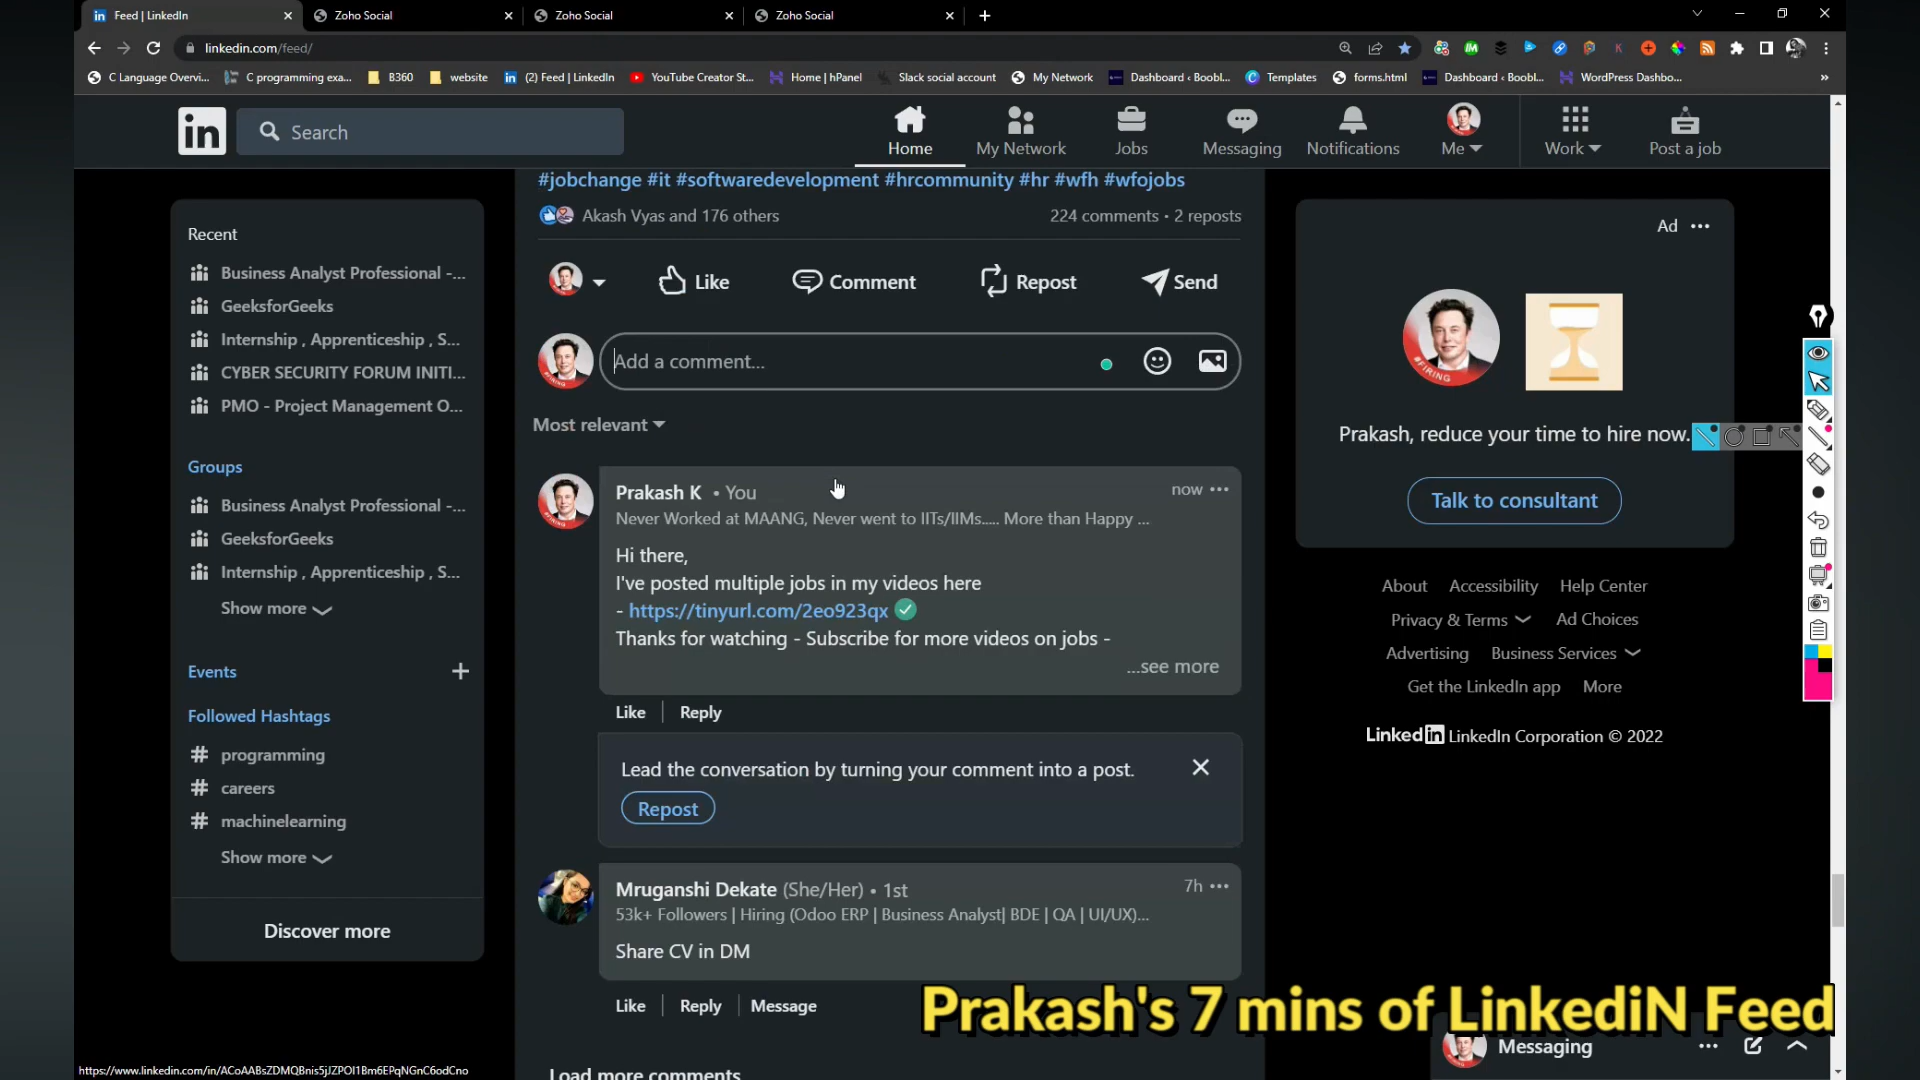 Feed | LinkedIn
Zoho Social
Zoho Social
Zoho Social
linkedin.com/feed/
C Language Overvi...
C programming exa...
B360
website
(2) Feed | LinkedIn
YouTube Creator St...
Home | hPanel
Slack social account
My Network
Dashboard ‹ Boobl...
Templates
forms.html
Dashboard ‹ Boobl...
WordPress Dashbo...
»
in
Search
Home
My Network
Jobs
Messaging
Notifications
Me
Work
Post a job
Recent
Business Analyst Professional -...
GeeksforGeeks
Internship , Apprenticeship , S...
CYBER SECURITY FORUM INITI...
PMO - Project Management O...
Groups
Business Analyst Professional -...
GeeksforGeeks
Internship , Apprenticeship , S...
Show more
Events
Followed Hashtags
# programming
# careers
# machinelearning
Show more
Discover more
#jobchange #it #softwaredevelopment #hrcommunity #hr #wfh #wfojobs
Akash Vyas and 176 others
224 comments • 2 reposts
Like
Comment
Repost
Send
#FIRING
Add a comment...
Most relevant
Prakash K • You
now
Never Worked at MAANG, Never went to IITs/IIMs..... More than Happy ...
Hi there,
I've posted multiple jobs in my videos here
- https://tinyurl.com/2eo923qx
Thanks for watching - Subscribe for more videos on jobs -
...see more
Like
Reply
Lead the conversation by turning your comment into a post.
Repost
Mruganshi Dekate (She/Her) • 1st
7h
53k+ Followers | Hiring (Odoo ERP | Business Analyst| BDE | QA | UI/UX)...
Share CV in DM
Like
Reply
Message
Load more comments
Ad
#FIRING
Prakash, reduce your time to hire now.
Talk to consultant
About
Accessibility
Help Center
Privacy & Terms
Ad Choices
Advertising
Business Services
Get the LinkedIn app
More
LinkedIn LinkedIn Corporation © 2022
Prakash's 7 mins of LinkediN Feed
Messaging
https://www.linkedin.com/in/ACoAABsZDMQBnis5jJZPOI1Bm6EPqNGnC6odCno